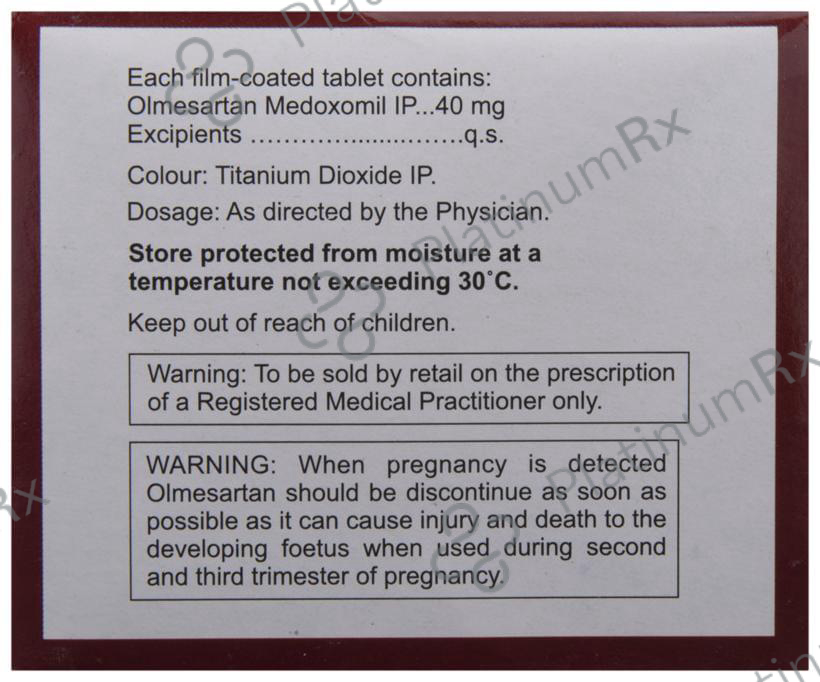 Each film-coated tablet contains:
Olmesartan Medoxomil IP...40 mg
Excipients .......................q.s.
Colour: Titanium Dioxide IP.
Dosage: As directed by the Physician.
Store protected from moisture at a
temperature not exceeding 30°C.
Keep out of reach of children.
Warning: To be sold by retail on the prescription
of a Registered Medical Practitioner only.
WARNING: When pregnancy is detected
Olmesartan should be discontinue as soon as
possible as it can cause injury and death to the
developing foetus when used during second
and third trimester of pregnancy.
PlatinumRx
PlatinumRx